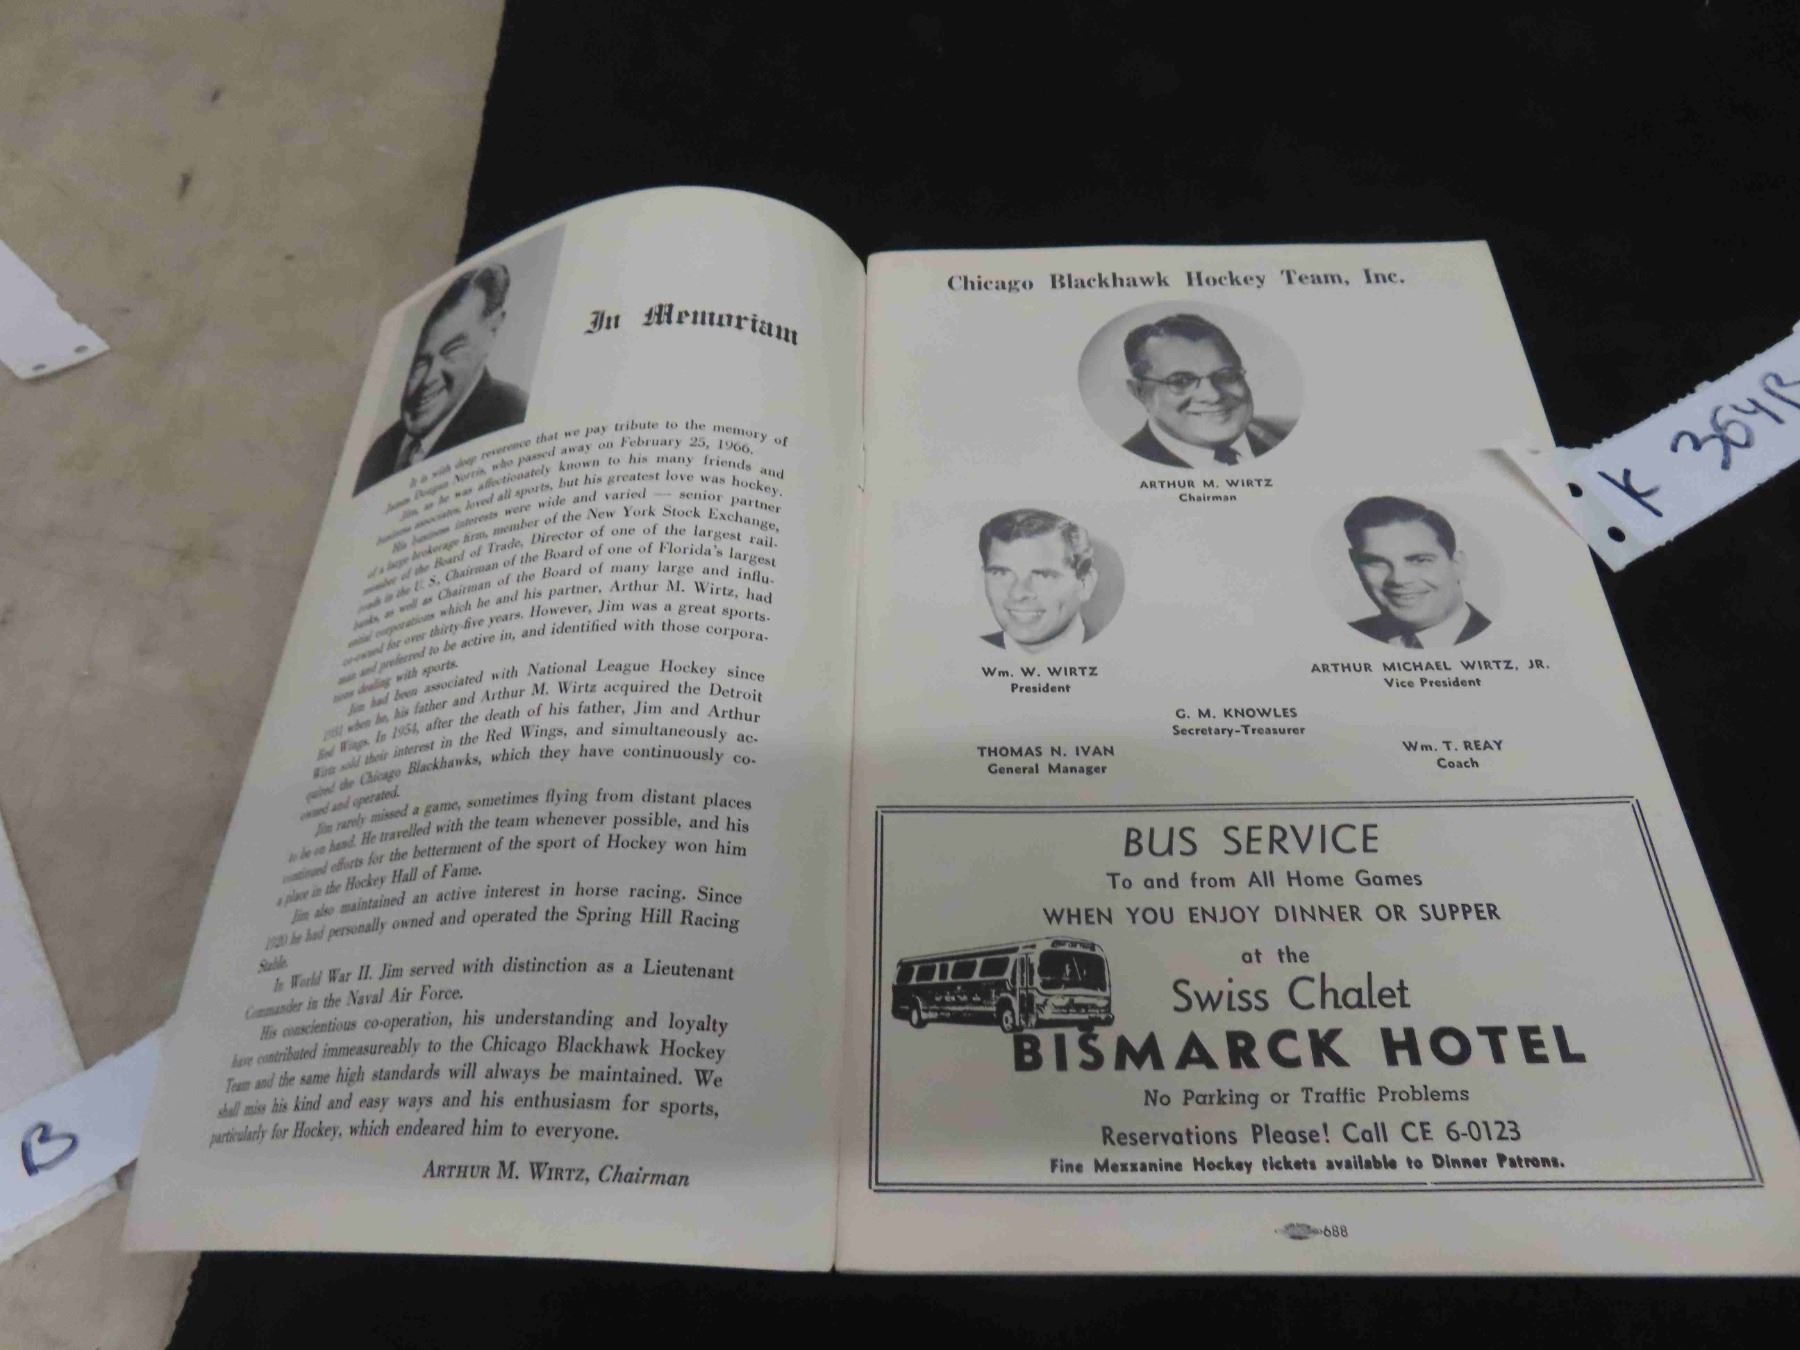 In Memoriam
It is with deep reverence that we pay tribute to the memory of
James Dougan Norris, who passed away on February 25, 1966.
Jim, as he was affectionately known to his many friends and
business associates, loved all sports, but his greatest love was hockey.
His business interests were wide and varied — senior partner
of a large brokerage firm, member of the New York Stock Exchange,
member of the Board of Trade, Director of one of the largest rail-
roads in the U. S., Chairman of the Board of one of Florida's largest
banks, as well as Chairman of the Board of many large and influ-
ential corporations which he and his partner, Arthur M. Wirtz, had
co-owned for over thirty-five years. However, Jim was a great sports-
man and preferred to be active in, and identified with those corpora-
tions dealing with sports.
Jim had been associated with National League Hockey since
1931 when he, his father and Arthur M. Wirtz acquired the Detroit
Red Wings. In 1954, after the death of his father, Jim and Arthur
Wirtz sold their interest in the Red Wings, and simultaneously ac-
quired the Chicago Blackhawks, which they have continuously co-
owned and operated.
Jim rarely missed a game, sometimes flying from distant places
to be on hand. He travelled with the team whenever possible, and his
continued efforts for the betterment of the sport of Hockey won him
a place in the Hockey Hall of Fame.
Jim also maintained an active interest in horse racing. Since
1920 he had personally owned and operated the Spring Hill Racing
Stable.
In World War II. Jim served with distinction as a Lieutenant
Commander in the Naval Air Force.
His conscientious co-operation, his understanding and loyalty
have contributed immeasureably to the Chicago Blackhawk Hockey
Team and the same high standards will always be maintained. We
shall miss his kind and easy ways and his enthusiasm for sports,
particularly for Hockey, which endeared him to everyone.
ARTHUR M. WIRTZ, Chairman
Chicago Blackhawk Hockey Team, Inc.
ARTHUR M. WIRTZ
Chairman
Wm. W. WIRTZ
President
ARTHUR MICHAEL WIRTZ, JR.
Vice President
G. M. KNOWLES
Secretary-Treasurer
THOMAS N. IVAN
General Manager
Wm. T. REAY
Coach
BUS SERVICE
To and from All Home Games
WHEN YOU ENJOY DINNER OR SUPPER
at the
Swiss Chalet
BISMARCK HOTEL
No Parking or Traffic Problems
Reservations Please! Call CE 6-0123
Fine Mezzanine Hockey tickets available to Dinner Patrons.
688
K 364B
B